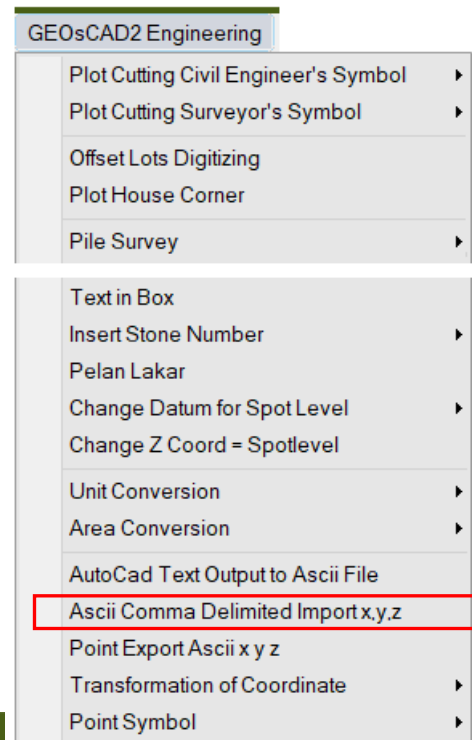 GEOsCAD2 Engineering
Plot Cutting Civil Engineer's Symbol
Plot Cutting Surveyor's Symbol
Offset Lots Digitizing
Plot House Corner
Pile Survey
Text in Box
Insert Stone Number
Pelan Lakar
Change Datum for Spot Level
Change Z Coord = Spotlevel
Unit Conversion
Area Conversion
AutoCad Text Output to Ascii File
Ascii Comma Delimited Import x,y,z
Point Export Ascii x y z
Transformation of Coordinate
Point Symbol